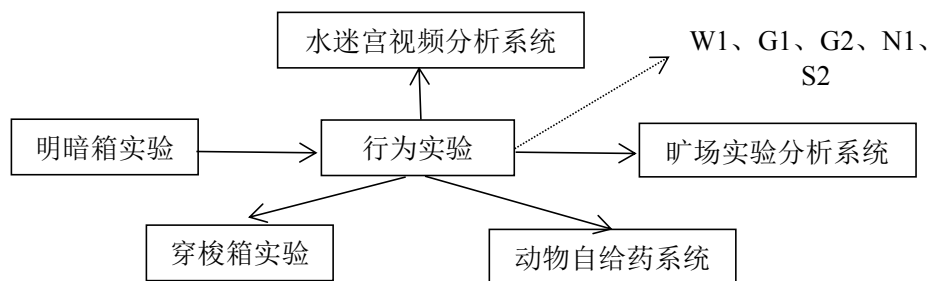 水迷宫视频分析系统
W1、G1、G2、N1、
S2
明暗箱实验
行为实验
旷场实验分析系统
穿梭箱实验
动物自给药系统